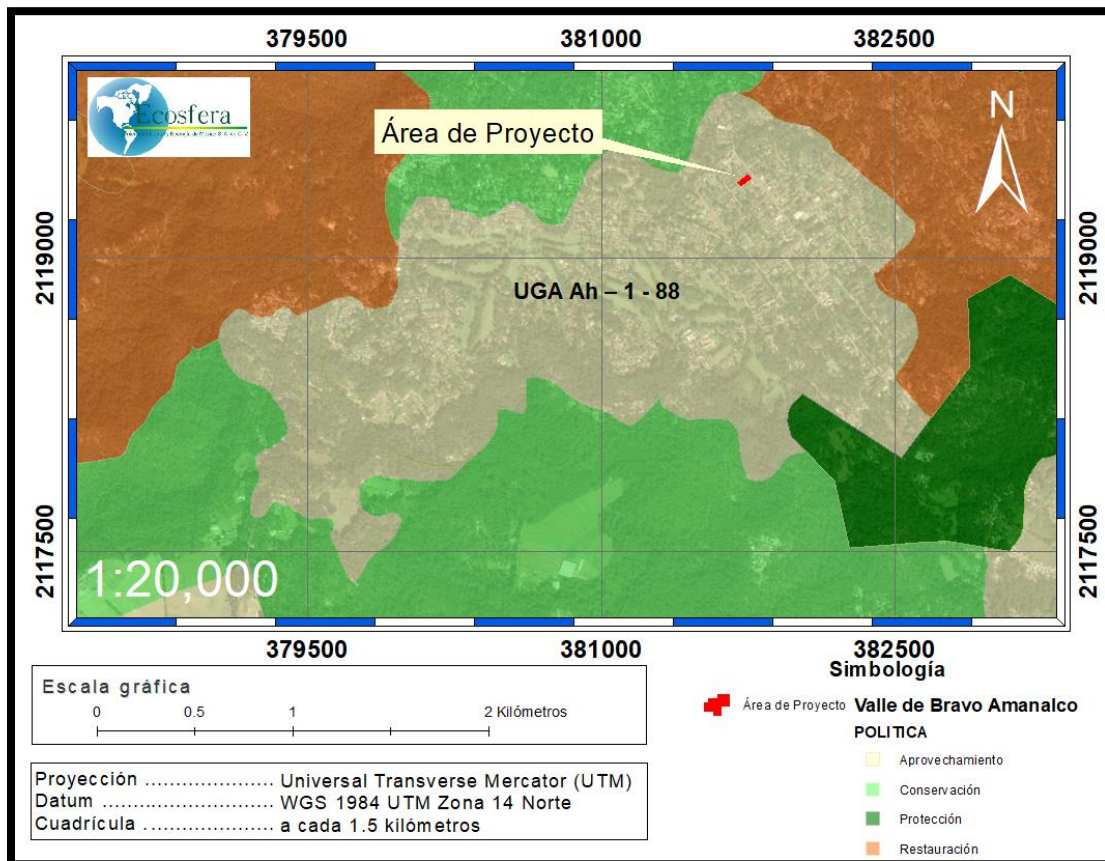 379500 381000 382500
Ecosfera
N
Área de Proyecto
2119000 2119000
UGA Ah – 1 - 88
2117500 2117500
1:20,000
379500 381000 382500
Escala gráfica
0 0.5 1 2 Kilómetros
Proyección ...................... Universal Transverse Mercator (UTM)
Datum ............................. WGS 1984 UTM Zona 14 Norte
Cuadrícula ...................... a cada 1.5 kilómetros
Simbología
Área de Proyecto Valle de Bravo Amanalco
POLITICA
Aprovechamiento
Conservación
Protección
Restauración